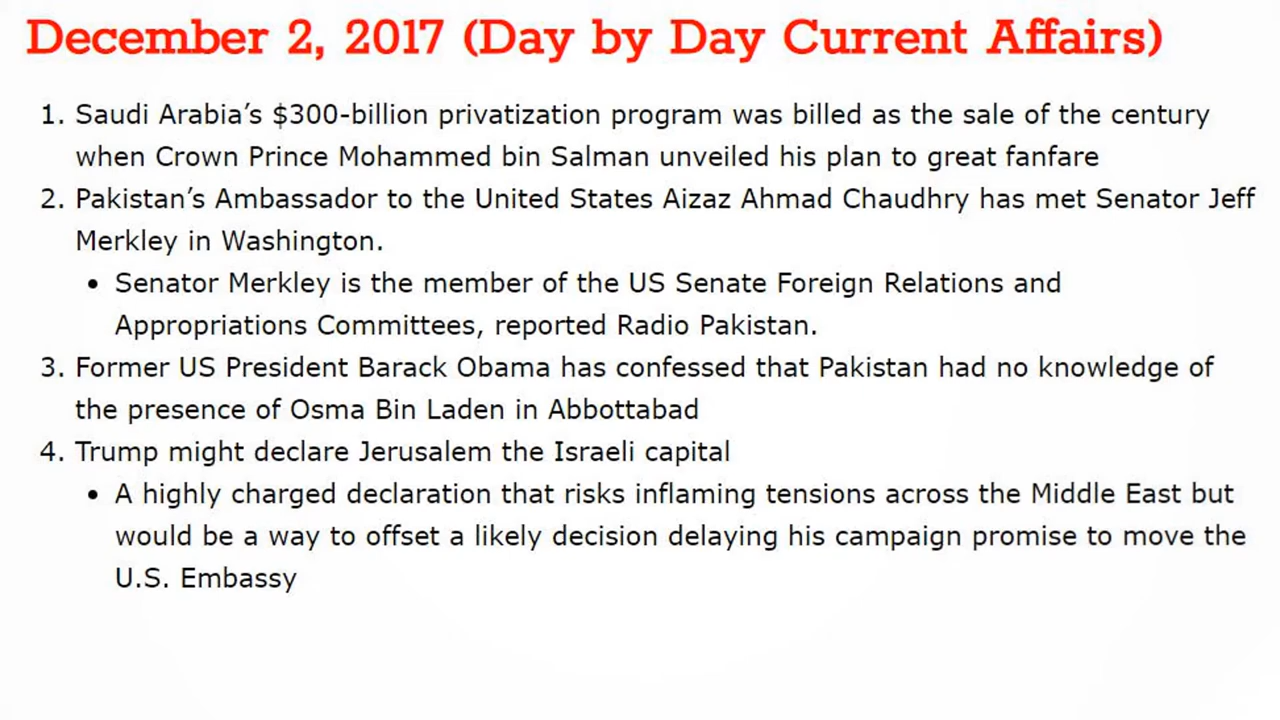 December 2, 2017 (Day by Day Current Affairs)
1. Saudi Arabia’s $300-billion privatization program was billed as the sale of the century
when Crown Prince Mohammed bin Salman unveiled his plan to great fanfare
2. Pakistan’s Ambassador to the United States Aizaz Ahmad Chaudhry has met Senator Jeff
Merkley in Washington.
• Senator Merkley is the member of the US Senate Foreign Relations and
Appropriations Committees, reported Radio Pakistan.
3. Former US President Barack Obama has confessed that Pakistan had no knowledge of
the presence of Osma Bin Laden in Abbottabad
4. Trump might declare Jerusalem the Israeli capital
• A highly charged declaration that risks inflaming tensions across the Middle East but
would be a way to offset a likely decision delaying his campaign promise to move the
U.S. Embassy